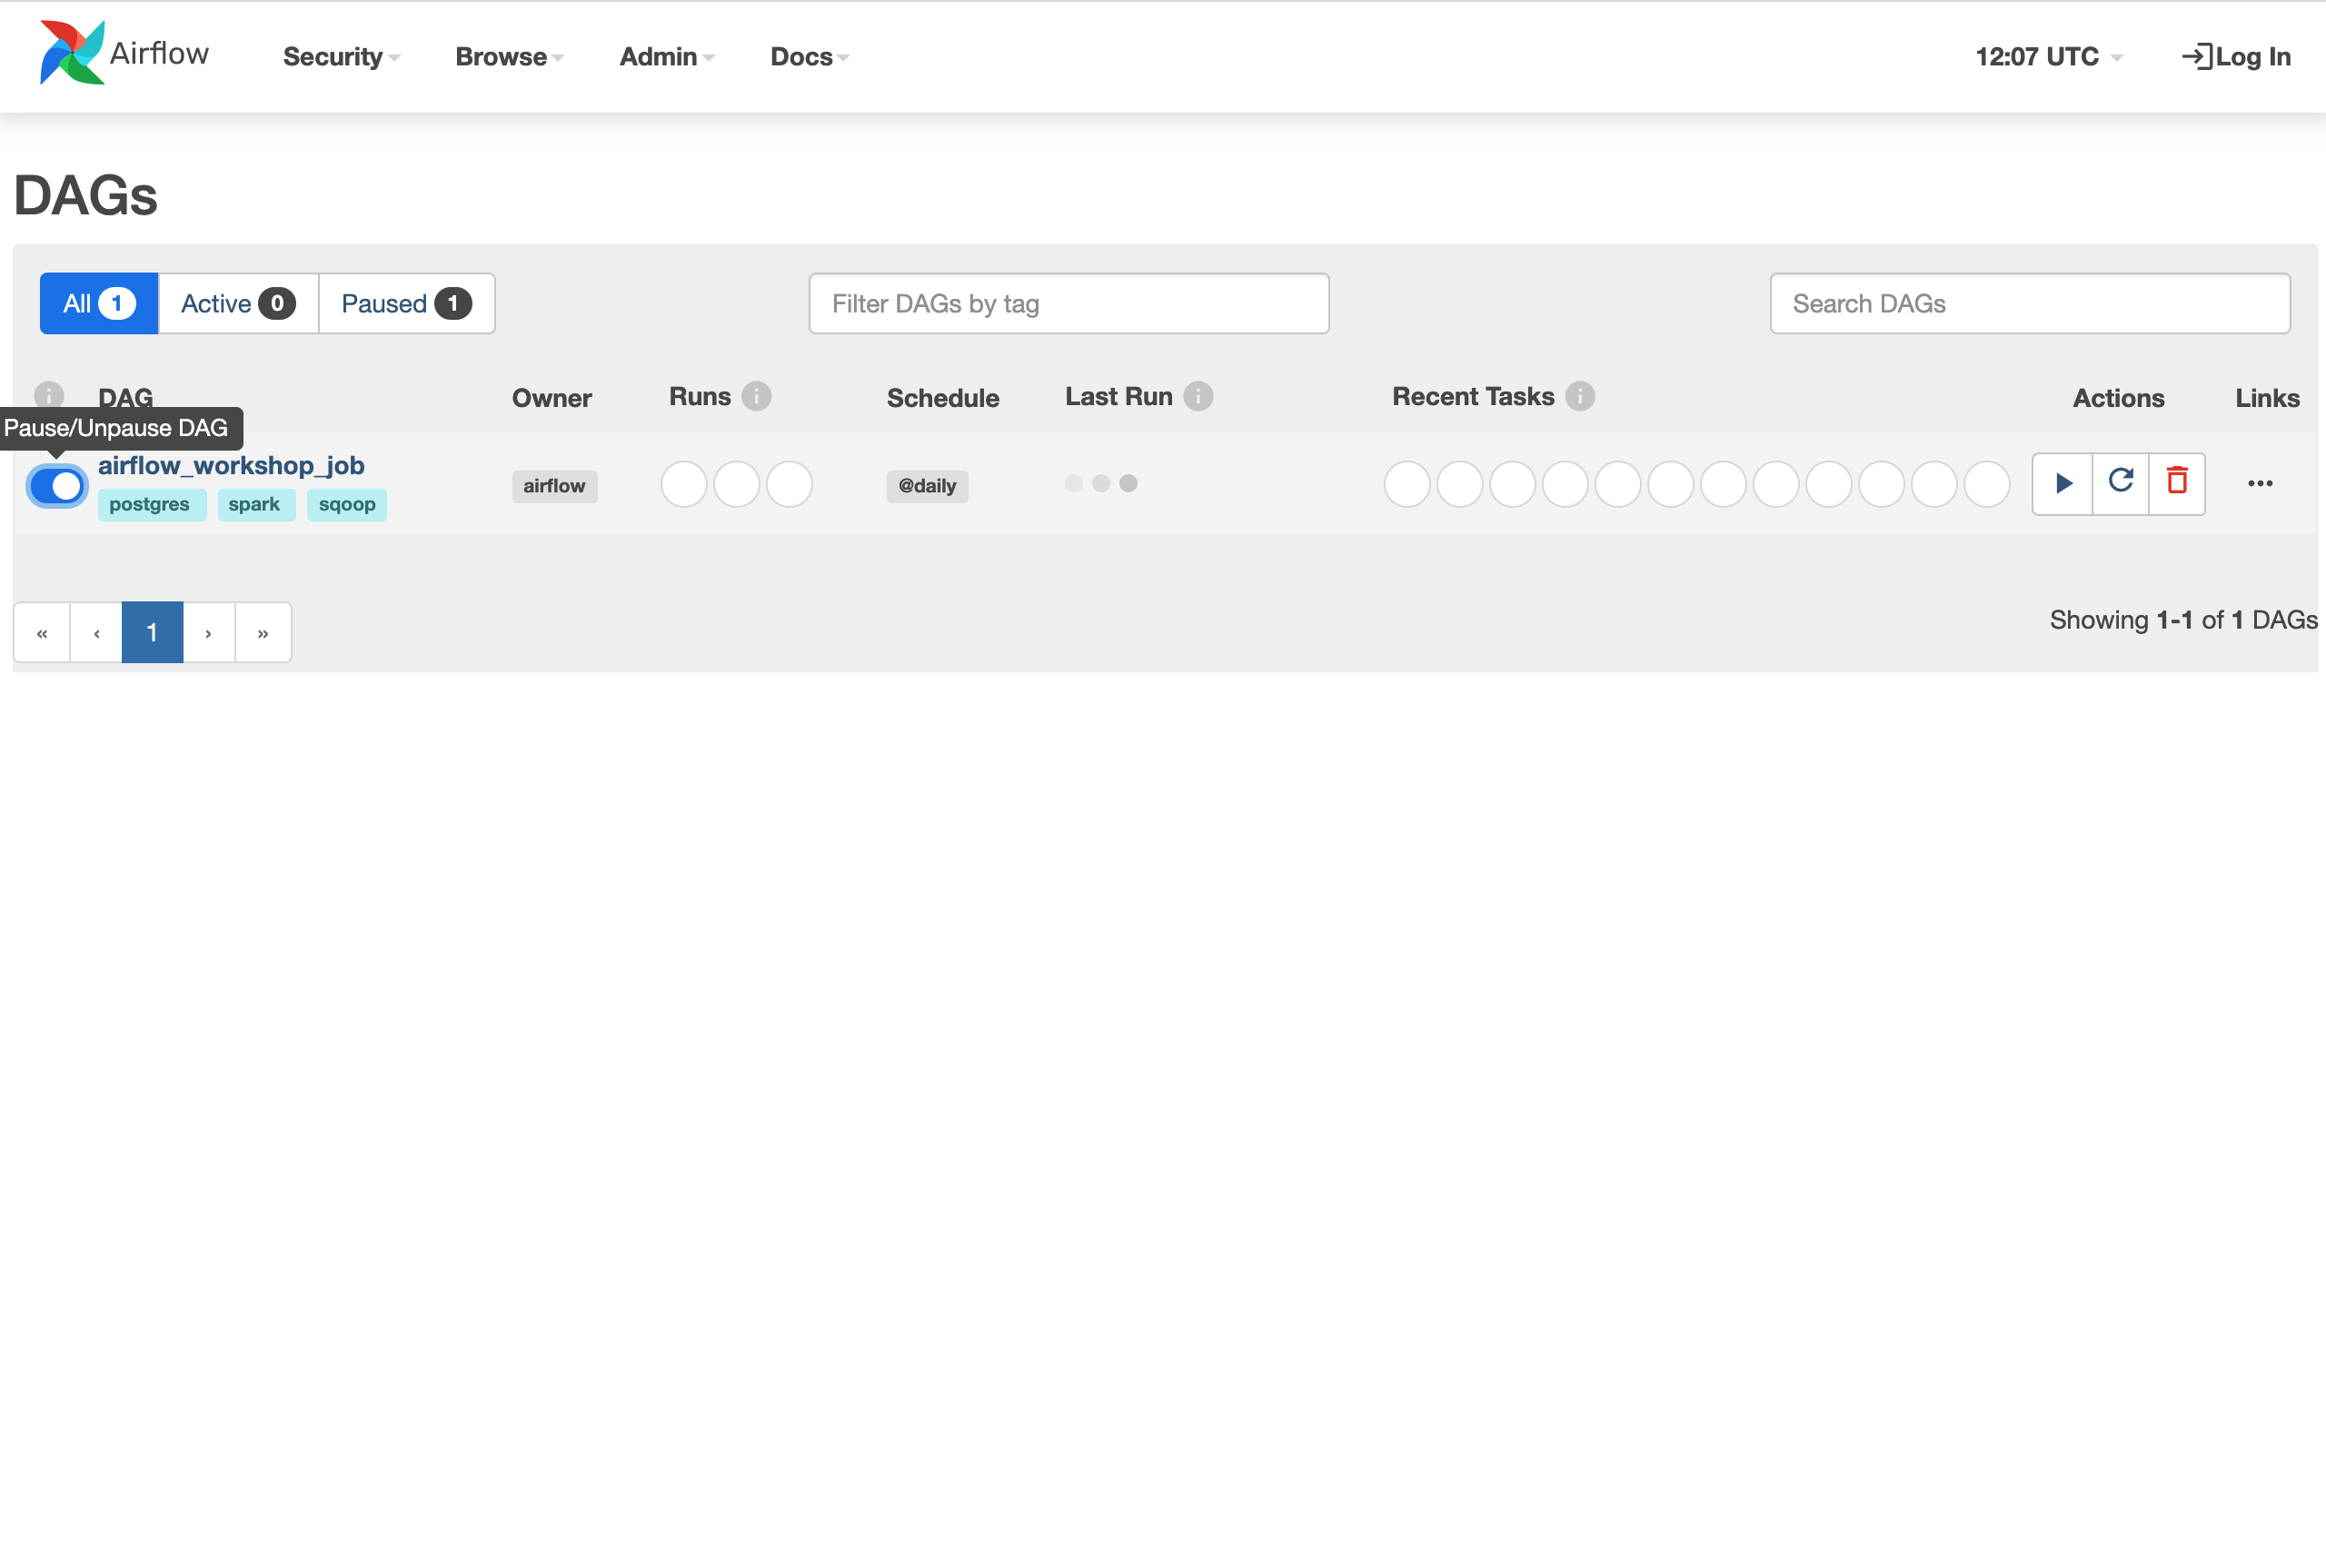 Airflow Security Browse Admin Docs 12:07 UTC Log In
DAGs
All 1 Active 0 Paused 1 Filter DAGs by tag Search DAGs
DAG Owner Runs Schedule Last Run Recent Tasks Actions Links
Pause/Unpause DAG
airflow_workshop_job
airflow @daily
postgres spark sqoop
« ‹ 1 › » Showing 1-1 of 1 DAGs